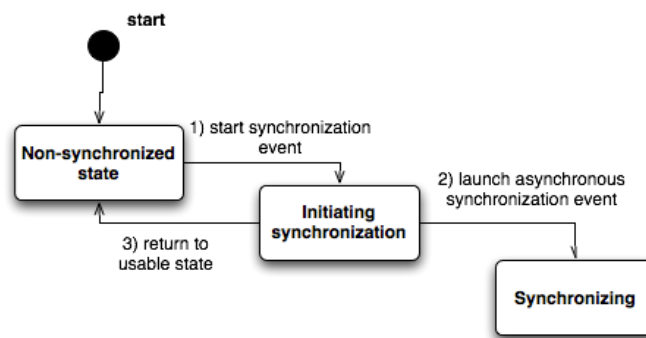 start
1) start synchronization
event
Non-synchronized
state
2) launch asynchronous
synchronization event
Initiating
synchronization
3) return to
usable state
Synchronizing